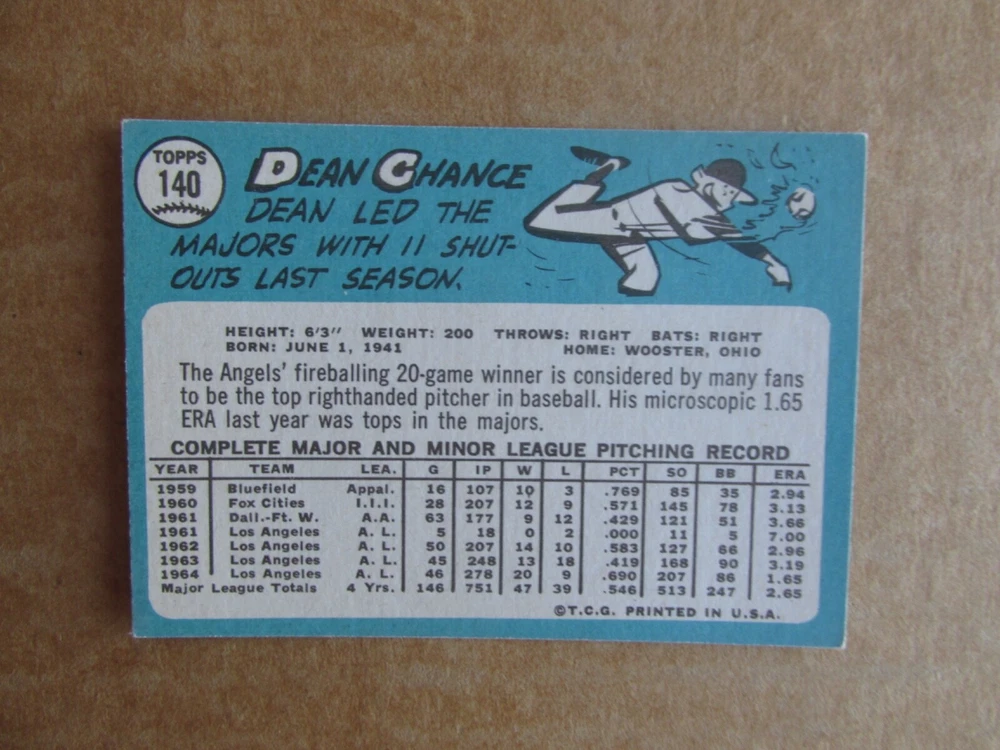 TOPPS
140
DEAN CHANCE
DEAN LED THE
MAJORS WITH 11 SHUT-
OUTS LAST SEASON.
HEIGHT: 6'3" WEIGHT: 200 THROWS: RIGHT BATS: RIGHT
BORN: JUNE 1, 1941 HOME: WOOSTER, OHIO
The Angels' fireballing 20-game winner is considered by many fans
to be the top righthanded pitcher in baseball. His microscopic 1.65
ERA last year was tops in the majors.
COMPLETE MAJOR AND MINOR LEAGUE PITCHING RECORD
YEAR TEAM LEA. G IP W L PCT SO BB ERA
1959 Bluefield Appal. 16 107 10 3 .769 85 35 2.94
1960 Fox Cities I.I.I. 28 207 12 9 .571 145 78 3.13
1961 Dall.-Ft. W. A.A. 63 177 9 12 .429 121 51 3.66
1961 Los Angeles A. L. 5 18 0 2 .000 11 5 7.00
1962 Los Angeles A. L. 50 207 14 10 .583 127 66 2.96
1963 Los Angeles A. L. 45 248 13 18 .419 168 90 3.19
1964 Los Angeles A. L. 46 278 20 9 .690 207 86 1.65
Major League Totals 4 Yrs. 146 751 47 39 .546 513 247 2.65
©T.C.G. PRINTED IN U.S.A.